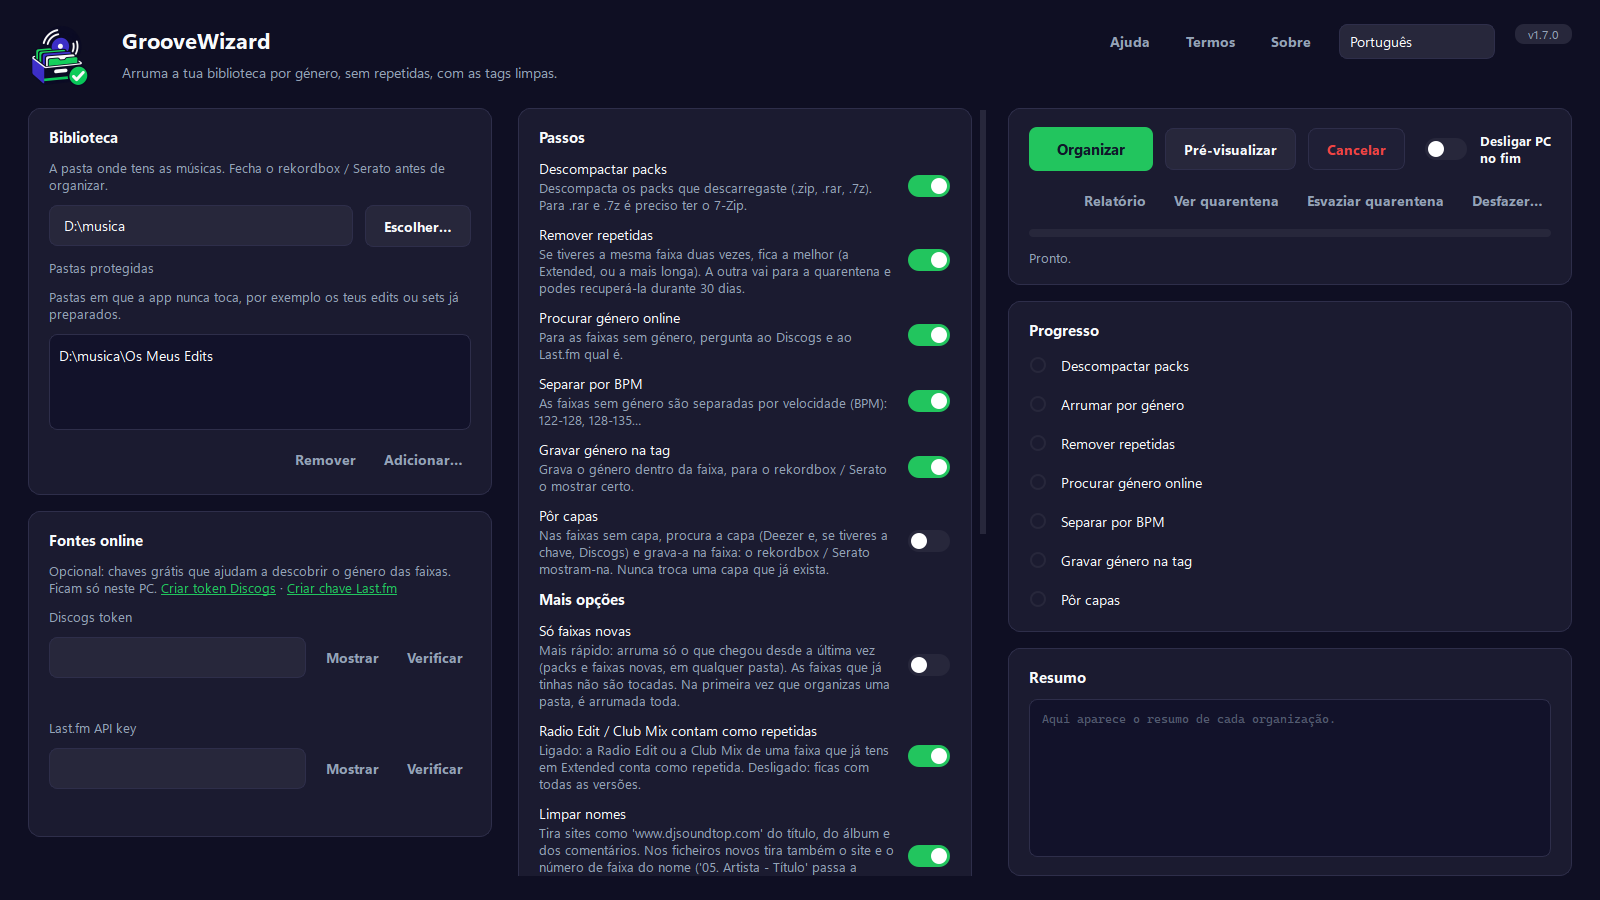 GrooveWizard
Arruma a tua biblioteca por género, sem repetidas, com as tags limpas.
Ajuda
Termos
Sobre
Português
v1.7.0
Biblioteca
A pasta onde tens as músicas. Fecha o rekordbox / Serato antes de
organizar.
D:\musica
Escolher...
Pastas protegidas
Pastas em que a app nunca toca, por exemplo os teus edits ou sets já
preparados.
D:\musica\Os Meus Edits
Remover
Adicionar...
Fontes online
Opcional: chaves grátis que ajudam a descobrir o género das faixas.
Ficam só neste PC. Criar token Discogs · Criar chave Last.fm
Discogs token
Mostrar
Verificar
Last.fm API key
Mostrar
Verificar
Passos
Descompactar packs
Descompacta os packs que descarregaste (.zip, .rar, .7z).
Para .rar e .7z é preciso ter o 7-Zip.
Remover repetidas
Se tiveres a mesma faixa duas vezes, fica a melhor (a
Extended, ou a mais longa). A outra vai para a quarentena e
podes recuperá-la durante 30 dias.
Procurar género online
Para as faixas sem género, pergunta ao Discogs e ao
Last.fm qual é.
Separar por BPM
As faixas sem género são separadas por velocidade (BPM):
122-128, 128-135...
Gravar género na tag
Grava o género dentro da faixa, para o rekordbox / Serato
o mostrar certo.
Pôr capas
Nas faixas sem capa, procura a capa (Deezer e, se tiveres a
chave, Discogs) e grava-a na faixa: o rekordbox / Serato
mostram-na. Nunca troca uma capa que já exista.
Mais opções
Só faixas novas
Mais rápido: arruma só o que chegou desde a última vez
(packs e faixas novas, em qualquer pasta). As faixas que já
tinhas não são tocadas. Na primeira vez que organizas uma
pasta, é arrumada toda.
Radio Edit / Club Mix contam como repetidas
Ligado: a Radio Edit ou a Club Mix de uma faixa que já tens
em Extended conta como repetida. Desligado: ficas com
todas as versões.
Limpar nomes
Tira sites como 'www.djsoundtop.com' do título, do álbum e
dos comentários. Nos ficheiros novos tira também o site e o
número de faixa do nome ('05. Artista - Título' passa a
Organizar
Pré-visualizar
Cancelar
Desligar PC
no fim
Relatório
Ver quarentena
Esvaziar quarentena
Desfazer...
Pronto.
Progresso
Descompactar packs
Arrumar por género
Remover repetidas
Procurar género online
Separar por BPM
Gravar género na tag
Pôr capas
Resumo
Aqui aparece o resumo de cada organização.